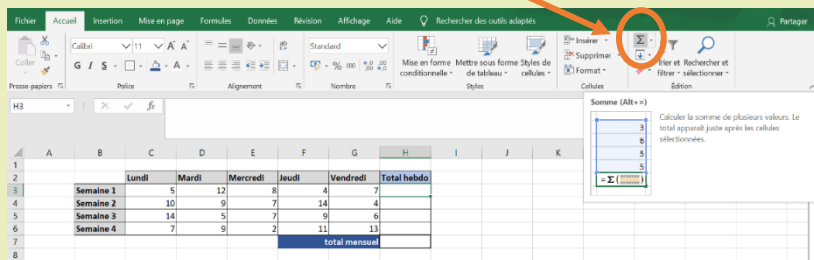 Fichier Accueil Insertion Mise en page Formules Données Révision Affichage Aide Rechercher des outils adaptés Partager
Coller
Calibri 11 A A
G I S A
Standard
% 000
Mise en forme conditionnelle
Mettre sous forme de tableau
Styles de cellules
Insérer
Supprimer
Format
Σ
Trier et filtrer
Rechercher et sélectionner
Presse-papiers Police Alignement Nombre Styles Cellules Édition
H3 fx
Somme (Alt+=)
Calculer la somme de plusieurs valeurs. Le
total apparaît juste après les cellules
sélectionnées.
3
6
5
5
=Σ( )
A B C D E F G H I J K
1
2 Lundi Mardi Mercredi Jeudi Vendredi Total hebdo
3 Semaine 1 5 12 8 4 7
4 Semaine 2 10 9 7 14 4
5 Semaine 3 14 5 7 9 6
6 Semaine 4 7 9 2 11 13
7 total mensuel
8